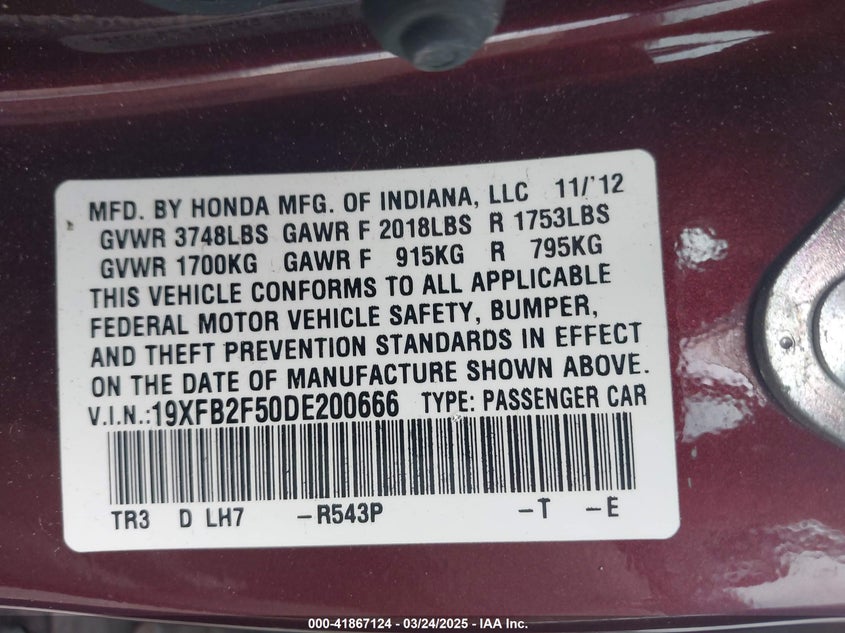 MFD. BY HONDA MFG. OF INDIANA, LLC 11/'12
GVWR 3748LBS GAWR F 2018LBS R 1753LBS
GVWR 1700KG GAWR F 915KG R 795KG
THIS VEHICLE CONFORMS TO ALL APPLICABLE
FEDERAL MOTOR VEHICLE SAFETY, BUMPER,
AND THEFT PREVENTION STANDARDS IN EFFECT
ON THE DATE OF MANUFACTURE SHOWN ABOVE.
V.I.N.:19XFB2F50DE200666 TYPE: PASSENGER CAR
TR3 D LH7 -R543P -T -E
000-41867124 - 03/24/2025 - IAA Inc.